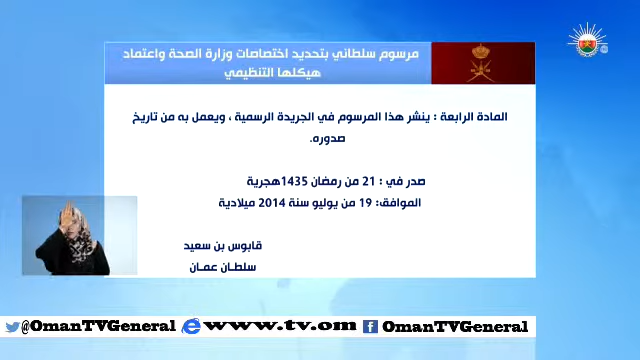 مرسوم سلطاني بتحديد اختصاصات وزارة الصحة واعتماد
هيكلها التنظيمي
المادة الرابعة : ينشر هذا المرسوم في الجريدة الرسمية ، ويعمل به من تاريخ
صدوره.
صدر في : 21 من رمضان 1435هجرية
الموافق: 19 من يوليو سنة 2014 ميلادية
قابوس بن سعيد
سلطـان عمـان
@OmanTVGeneral www.tv.om OmanTVGeneral